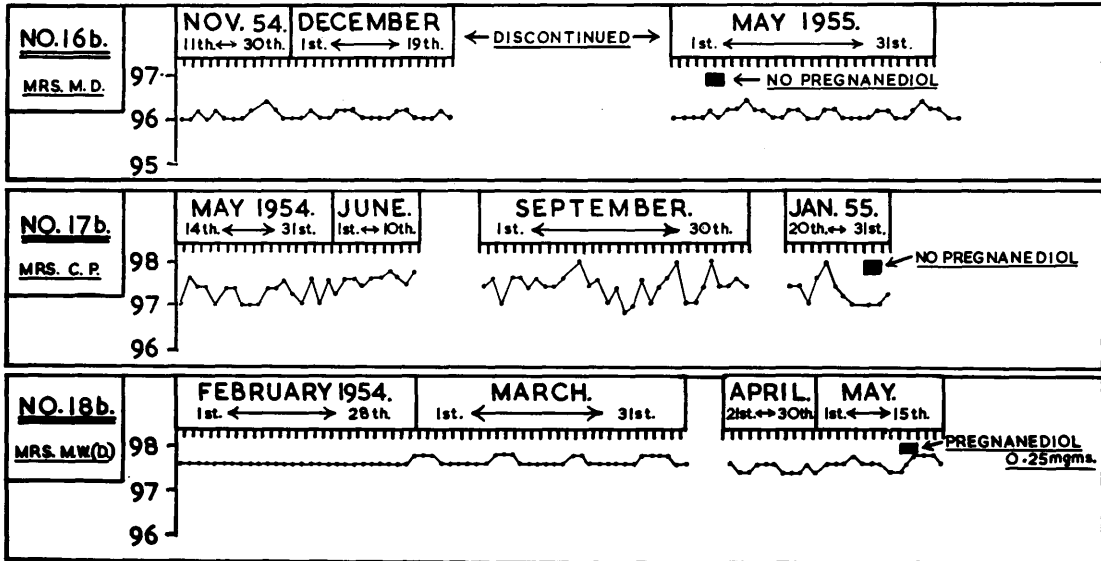 NO.16b.
MRS. M.D.
NOV. 54. DECEMBER
11th. ↔ 30th. 1st. ↔ 19th.
← DISCONTINUED →
MAY 1955.
1st. ↔ 31st.
← NO PREGNANEDIOL
97
96
95
NO.17b.
MRS. C.P.
MAY 1954. JUNE.
14th. ↔ 31st. 1st. ↔ 10th.
SEPTEMBER.
1st. ↔ 30th.
JAN. 55.
20th. ↔ 31st.
← NO PREGNANEDIOL
98
97
96
NO.18b.
MRS. M.W.(D.)
FEBRUARY 1954. MARCH.
1st. ↔ 28th. 1st. ↔ 31st.
APRIL. MAY.
21st. ↔ 30th. 1st. ↔ 15th.
← PREGNANEDIOL
0.25mgms.
98
97
96